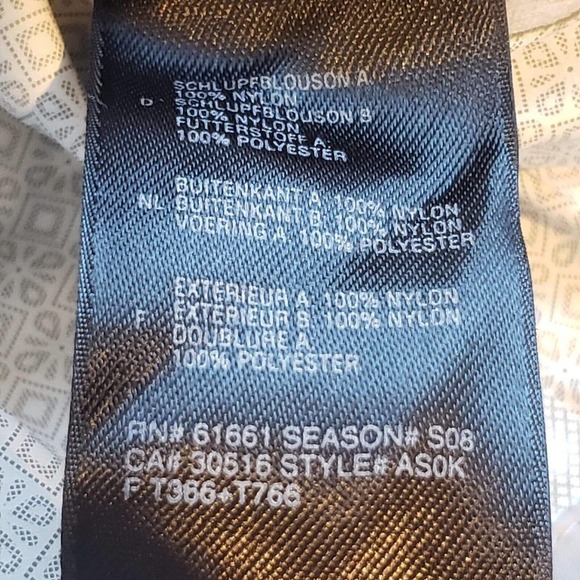 SCHLUPFBLOUSON A
100% NYLON
D SCHLUPFBLOUSON B
100% NYLON
FUTTERSTOFF A
100% POLYESTER
BUITENKANT A 100% NYLON
NL BUITENKANT B 100% NYLON
VOERING A 100% POLYESTER
EXTERIEUR A 100% NYLON
F EXTERIEUR B 100% NYLON
DOUBLURE A
100% POLYESTER
RN# 61661 SEASON# S08
CA# 30516 STYLE# AS0K
F T366+T766